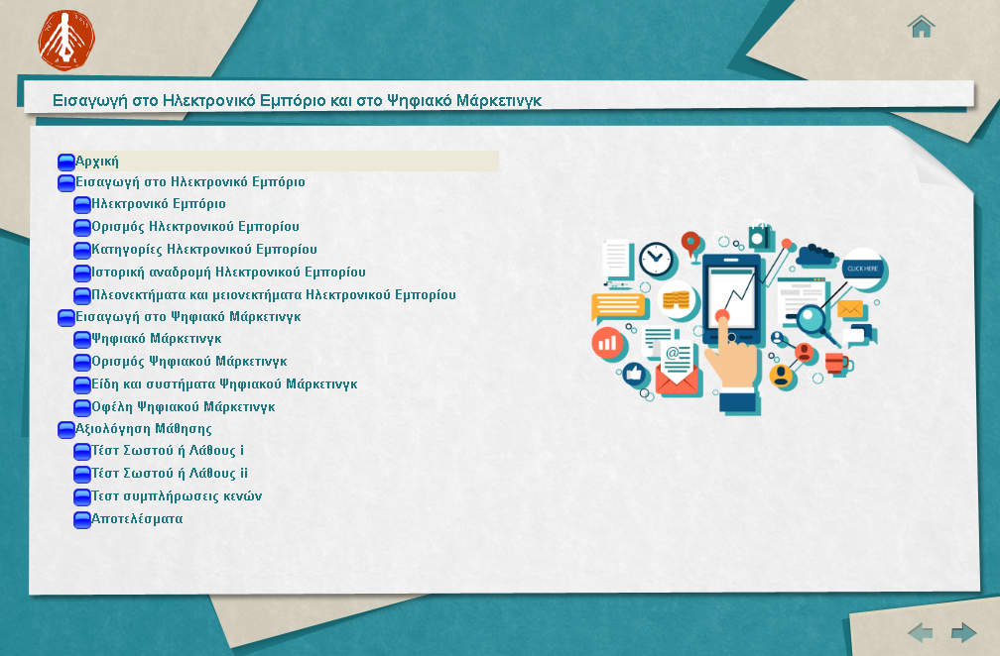 Εισαγωγή στο Ηλεκτρονικό Εμπόριο και στο Ψηφιακό Μάρκετινγκ
Αρχική
Εισαγωγή στο Ηλεκτρονικό Εμπόριο
Ηλεκτρονικό Εμπόριο
Ορισμός Ηλεκτρονικού Εμπορίου
Κατηγορίες Ηλεκτρονικού Εμπορίου
Ιστορική αναδρομή Ηλεκτρονικού Εμπορίου
Πλεονεκτήματα και μειονεκτήματα Ηλεκτρονικού Εμπορίου
Εισαγωγή στο Ψηφιακό Μάρκετινγκ
Ψηφιακό Μάρκετινγκ
Ορισμός Ψηφιακού Μάρκετινγκ
Είδη και συστήματα Ψηφιακού Μάρκετινγκ
Οφέλη Ψηφιακού Μάρκετινγκ
Αξιολόγηση Μάθησης
Τέστ Σωστού ή Λάθους i
Τέστ Σωστού ή Λάθους ii
Τεστ συμπλήρωσεις κενών
Αποτελέσματα
CLICK HERE
@